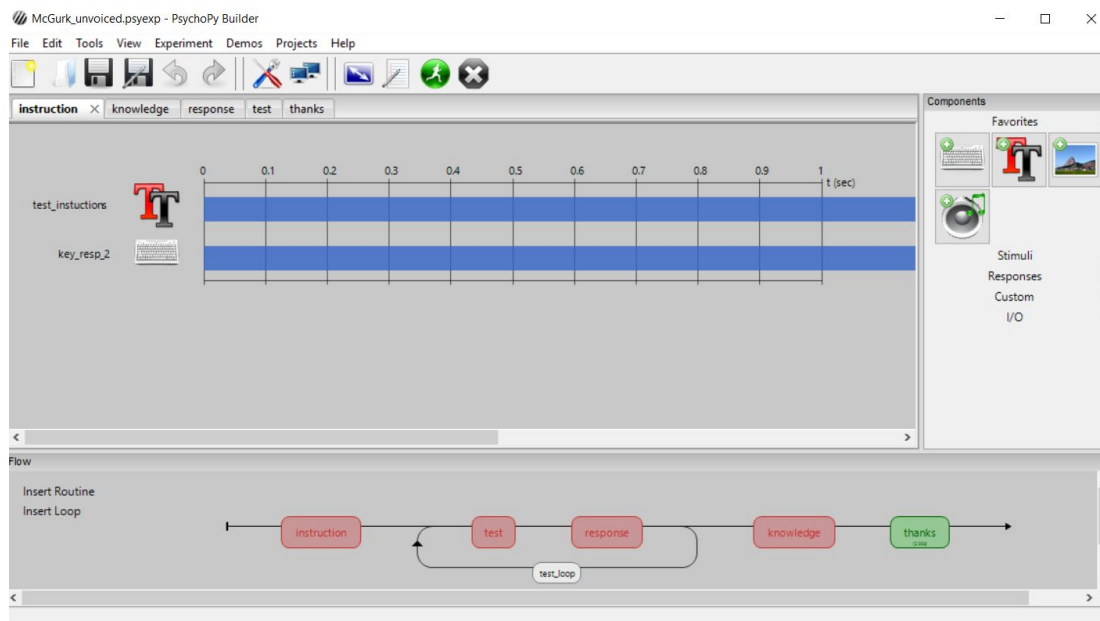 McGurk_unvoiced.psyexp - PsychoPy Builder
File Edit Tools View Experiment Demos Projects Help
instruction knowledge response test thanks
Components
Favorites
0 0.1 0.2 0.3 0.4 0.5 0.6 0.7 0.8 0.9 1
t (sec)
test_instuctions
key_resp_2
Stimuli
Responses
Custom
I/O
Flow
Insert Routine
Insert Loop
instruction test response knowledge thanks
test_loop